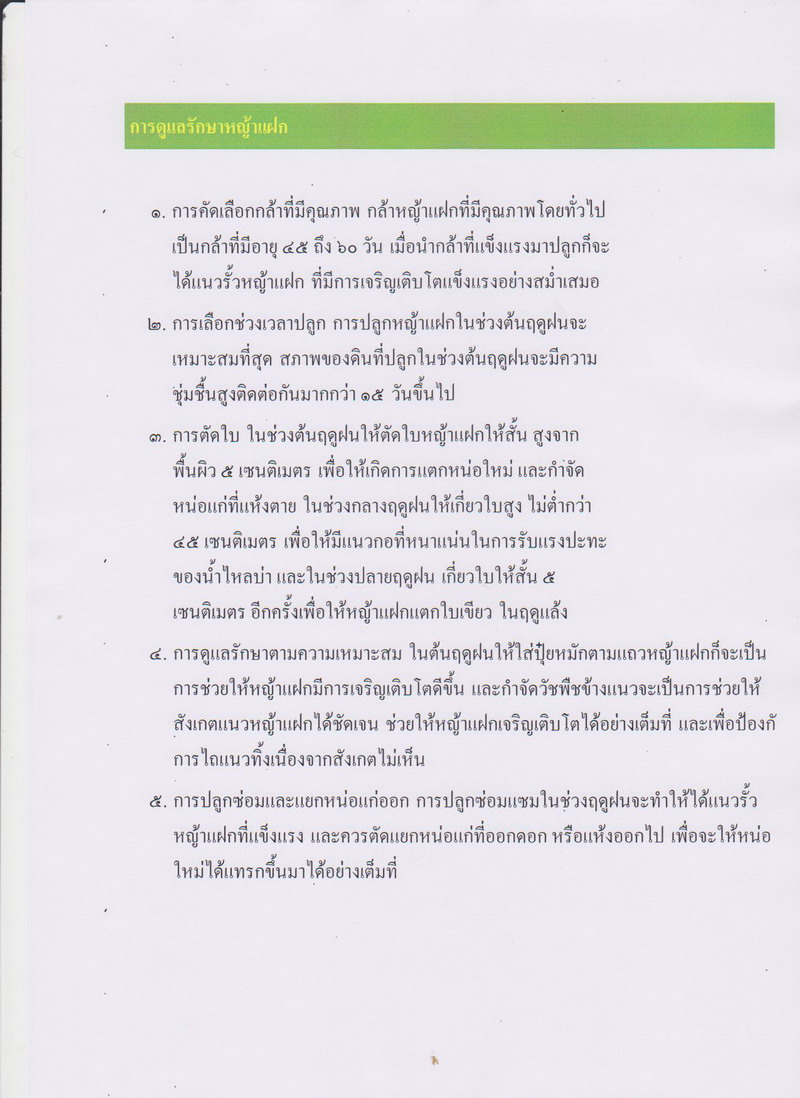 การดูแลรักษาหญ้าแฝก
๑. การคัดเลือกกล้าที่มีคุณภาพ กล้าหญ้าแฝกที่มีคุณภาพโดยทั่วไป
เป็นกล้าที่มีอายุ ๔๕ ถึง ๖๐ วัน เมื่อนำกล้าที่แข็งแรงมาปลูกก็จะ
ได้แนวรั้วหญ้าแฝก ที่มีการเจริญเติบโตแข็งแรงอย่างสม่ำเสมอ
๒. การเลือกช่วงเวลาปลูก การปลูกหญ้าแฝกในช่วงต้นฤดูฝนจะ
เหมาะสมที่สุด สภาพของดินที่ปลูกในช่วงต้นฤดูฝนจะมีความ
ชุ่มชื้นสูงติดต่อกันมากกว่า ๑๕ วันขึ้นไป
๓. การตัดใบ ในช่วงต้นฤดูฝนให้ตัดใบหญ้าแฝกให้สั้น สูงจาก
พื้นผิว ๕ เซนติเมตร เพื่อให้เกิดการแตกหน่อใหม่ และกำจัด
หน่อแก่ที่แห้งตาย ในช่วงกลางฤดูฝนให้เกี่ยวใบสูง ไม่ต่ำกว่า
๔๕ เซนติเมตร เพื่อให้มีแนวกอที่หนาแน่นในการรับแรงปะทะ
ของน้ำไหลบ่า และในช่วงปลายฤดูฝน เกี่ยวใบให้สั้น ๕
เซนติเมตร อีกครั้งเพื่อให้หญ้าแฝกแตกใบเขียว ในฤดูแล้ง
๔. การดูแลรักษาตามความเหมาะสม ในต้นฤดูฝนให้ใส่ปุ๋ยหมักตามแถวหญ้าแฝกก็จะเป็น
การช่วยให้หญ้าแฝกมีการเจริญเติบโตดีขึ้น และกำจัดวัชพืชข้างแนวจะเป็นการช่วยให้
สังเกตแนวหญ้าแฝกได้ชัดเจน ช่วยให้หญ้าแฝกเจริญเติบโตได้อย่างเต็มที่ และเพื่อป้องกั
การไถแนวทิ้งเนื่องจากสังเกตไม่เห็น
๕. การปลูกซ่อมและแยกหน่อแก่ออก การปลูกซ่อมแซมในช่วงฤดูฝนจะทำให้ได้แนวรั้ว
หญ้าแฝกที่แข็งแรง และควรตัดแยกหน่อแก่ที่ออกดอก หรือแห้งออกไป เพื่อจะให้หน่อ
ใหม่ได้แทรกขึ้นมาได้อย่างเต็มที่